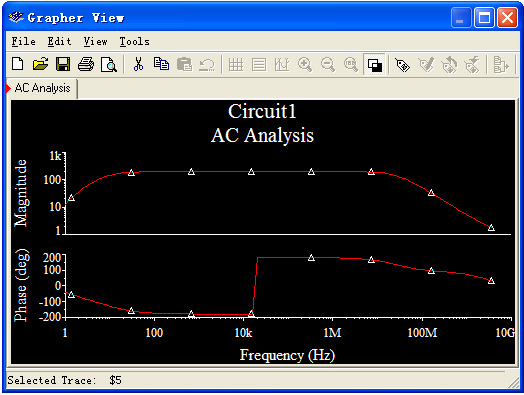 Grapher View
File Edit View Tools
AC Analysis
Circuit1
AC Analysis
Magnitude
1k
100
10
1
Phase (deg)
200
100
0
-100
-200
1 100 10k 1M 100M 10G
Frequency (Hz)
Selected Trace: $5